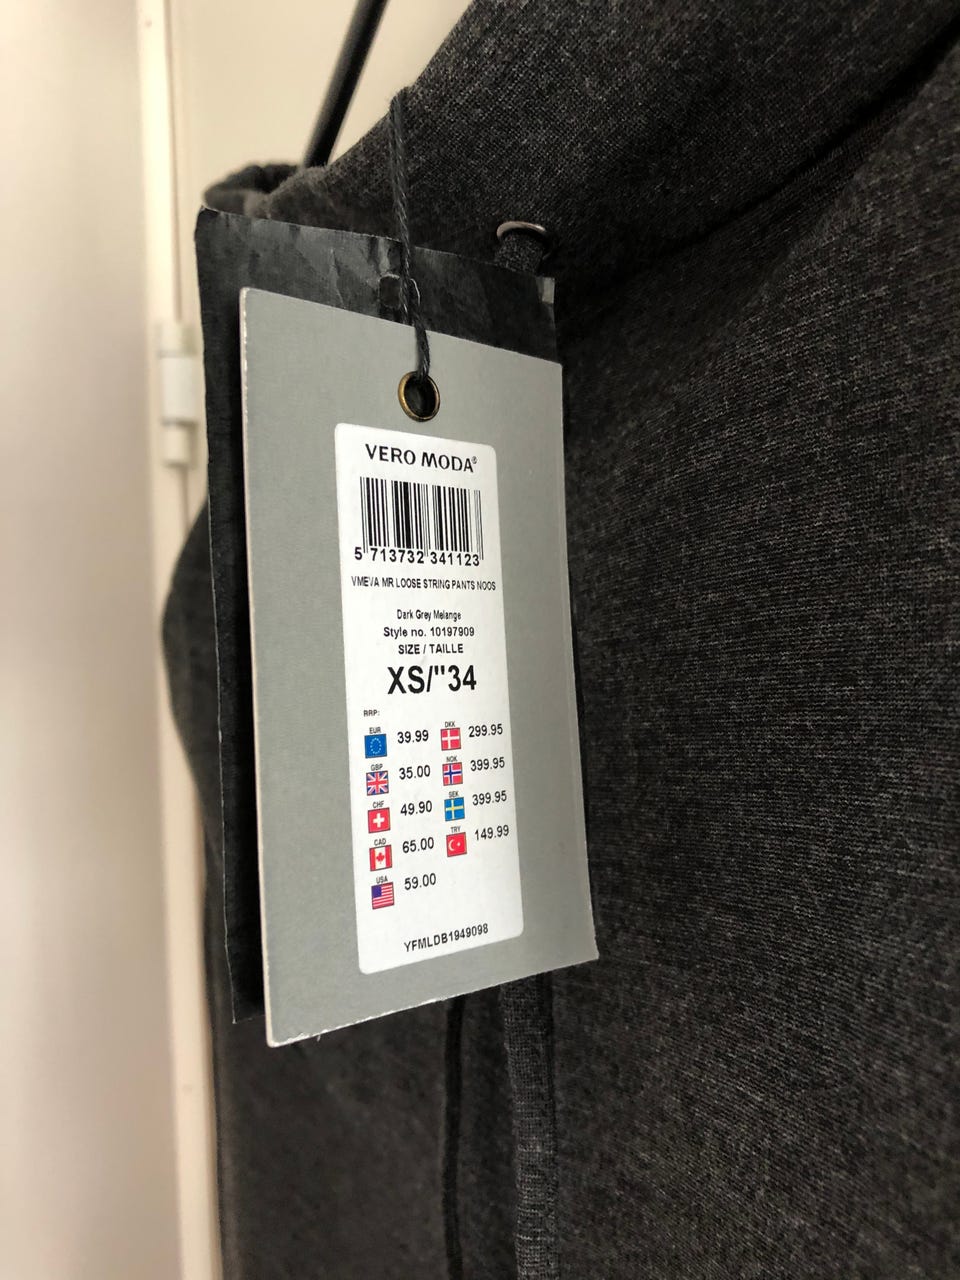 VERO MODA®
5 713732 341123
VMEVA MR LOOSE STRING PANTS NOOS
Dark Grey Melange
Style no. 10197909
SIZE / TAILLE
XS/"34
RRP:
EUR 39.99 DKK 299.95
GBP 35.00 NOK 399.95
CHF 49.90 SEK 399.95
CAD 65.00 TRY 149.99
USA 59.00
YFMLDB1949098